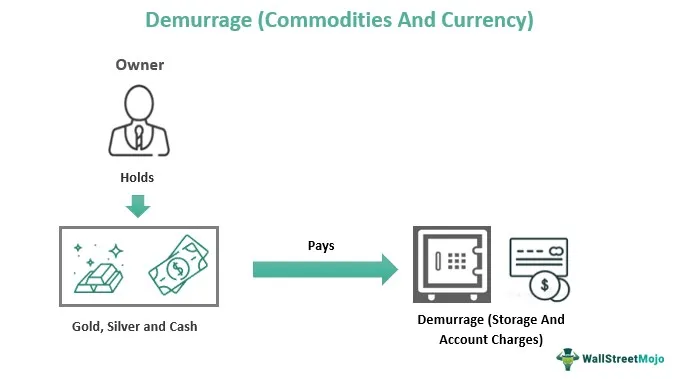 Demurrage (Commodities And Currency)
Owner
Holds
Pays
Gold, Silver and Cash
Demurrage (Storage And
Account Charges)
WallStreetMojo